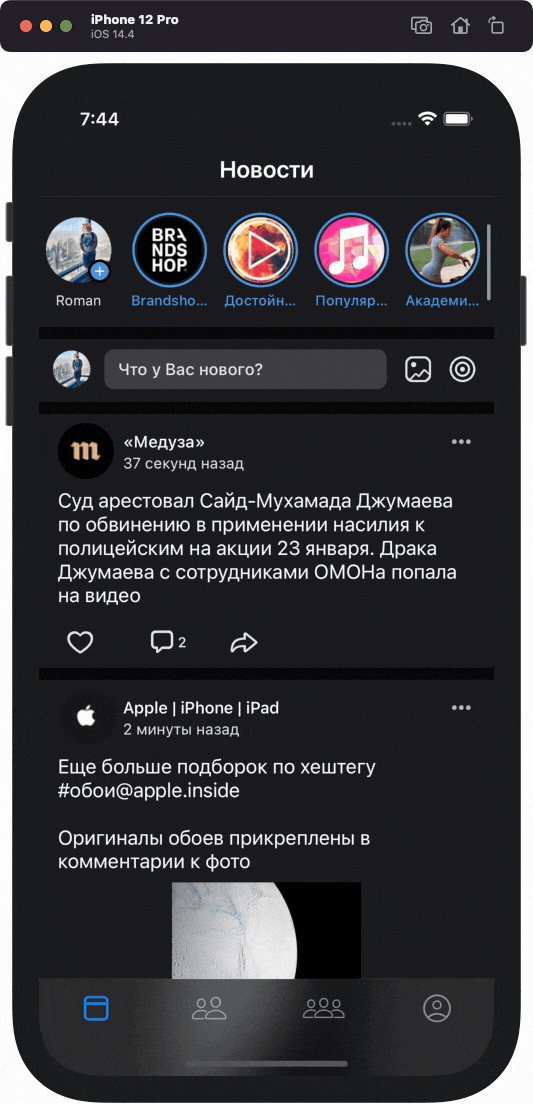 iPhone 12 Pro
iOS 14.4
7:44
Новости
BRA
NDS
HOP
Roman
Brandsho...
Достойн...
Популяр...
Академи...
Что у Вас нового?
m
«Медуза»
37 секунд назад
Суд арестовал Сайд-Мухамада Джумаева
по обвинению в применении насилия к
полицейским на акции 23 января. Драка
Джумаева с сотрудниками ОМОНа попала
на видео
2
Apple | iPhone | iPad
2 минуты назад
Еще больше подборок по хештегу
#обои@apple.inside
Оригиналы обоев прикреплены в
комментарии к фото